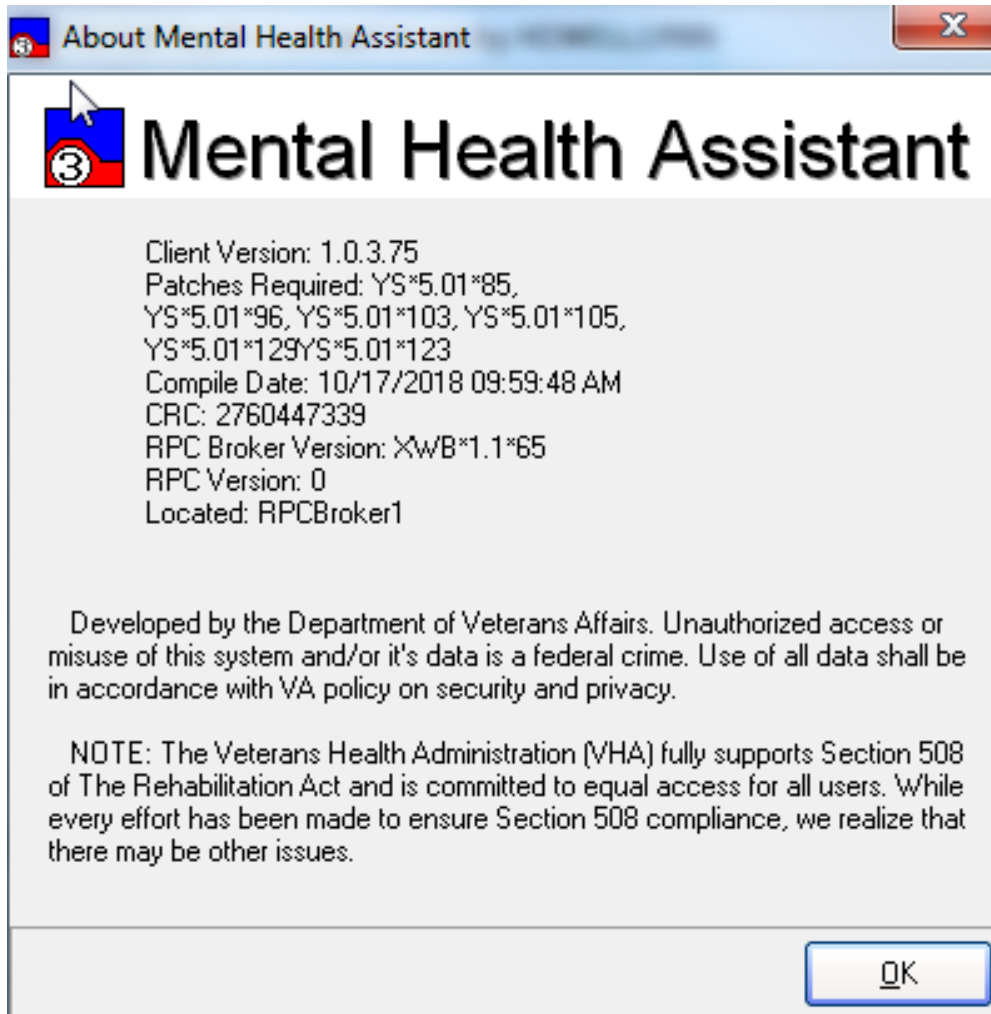 About Mental Health Assistant
Mental Health Assistant
Client Version: 1.0.3.75
Patches Required: YS*5.01*85,
YS*5.01*96, YS*5.01*103, YS*5.01*105,
YS*5.01*129YS*5.01*123
Compile Date: 10/17/2018 09:59:48 AM
CRC: 2760447339
RPC Broker Version: XWB*1.1*65
RPC Version: 0
Located: RPCBroker1
Developed by the Department of Veterans Affairs. Unauthorized access or
misuse of this system and/or it's data is a federal crime. Use of all data shall be
in accordance with VA policy on security and privacy.
NOTE: The Veterans Health Administration (VHA) fully supports Section 508
of The Rehabilitation Act and is committed to equal access for all users. While
every effort has been made to ensure Section 508 compliance, we realize that
there may be other issues.
OK